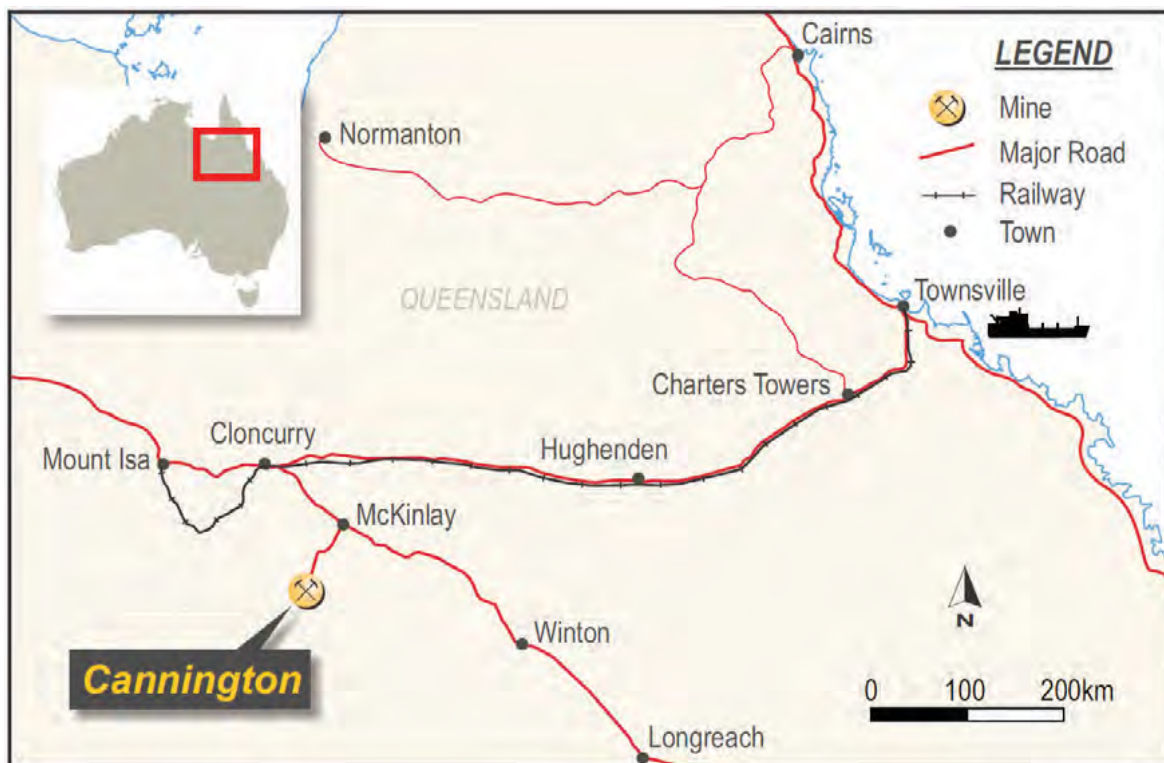 Cairns
LEGEND
Mine
Normanton
Major Road
Railway
Town
QUEENSLAND
Townsville
Charters Towers
Cloncurry
Hughenden
Mount Isa
McKinlay
N
Winton
Cannington
0 100 200km
Longreach